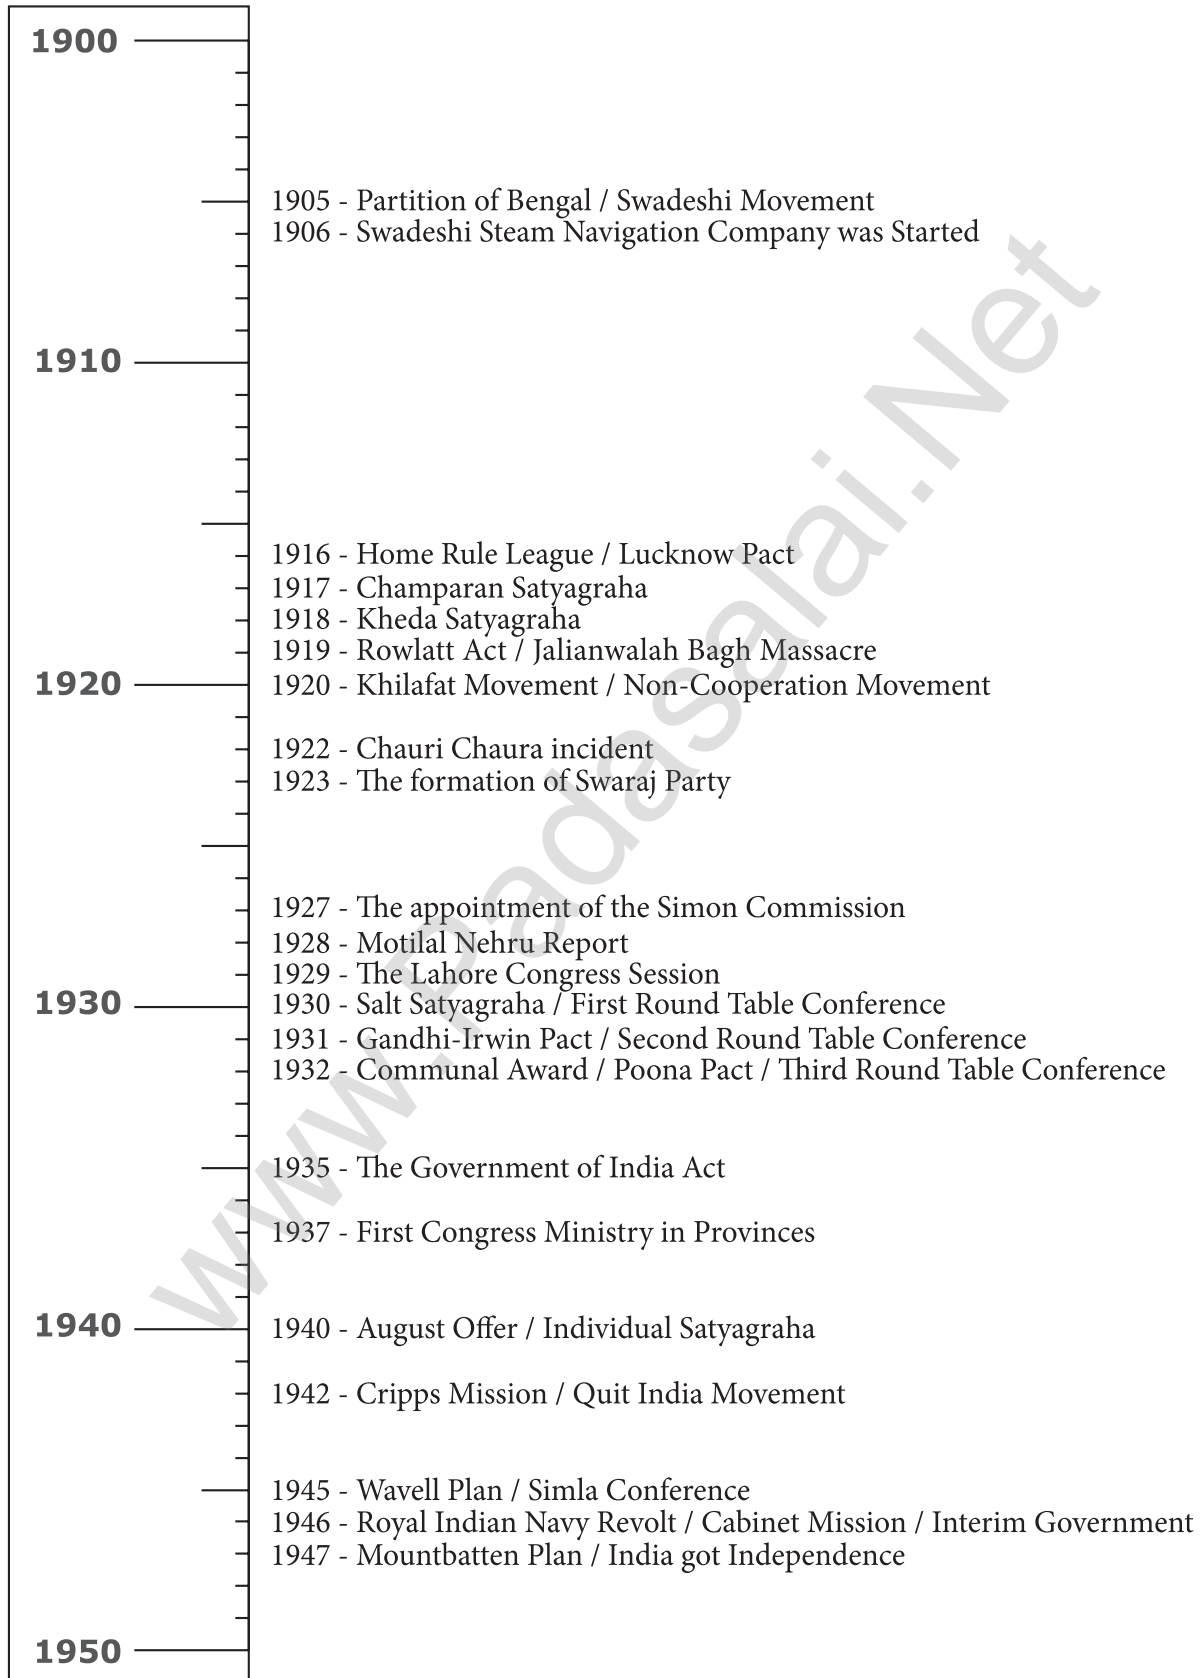 1900
1905 - Partition of Bengal / Swadeshi Movement
1906 - Swadeshi Steam Navigation Company was Started
1910
1916 - Home Rule League / Lucknow Pact
1917 - Champaran Satyagraha
1918 - Kheda Satyagraha
1919 - Rowlatt Act / Jalianwalah Bagh Massacre
1920
1920 - Khilafat Movement / Non-Cooperation Movement
1922 - Chauri Chaura incident
1923 - The formation of Swaraj Party
1927 - The appointment of the Simon Commission
1928 - Motilal Nehru Report
1929 - The Lahore Congress Session
1930
1930 - Salt Satyagraha / First Round Table Conference
1931 - Gandhi-Irwin Pact / Second Round Table Conference
1932 - Communal Award / Poona Pact / Third Round Table Conference
1935 - The Government of India Act
1937 - First Congress Ministry in Provinces
1940
1940 - August Offer / Individual Satyagraha
1942 - Cripps Mission / Quit India Movement
1945 - Wavell Plan / Simla Conference
1946 - Royal Indian Navy Revolt / Cabinet Mission / Interim Government
1947 - Mountbatten Plan / India got Independence
1950
www.Padasalai.Net